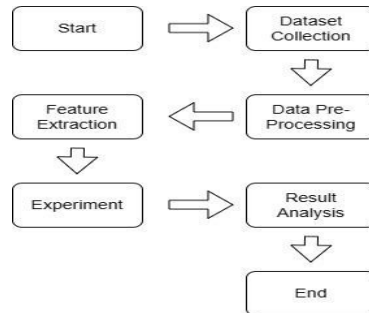 Start
Dataset
Collection
Data Pre-
Processing
Feature
Extraction
Experiment
Result
Analysis
End